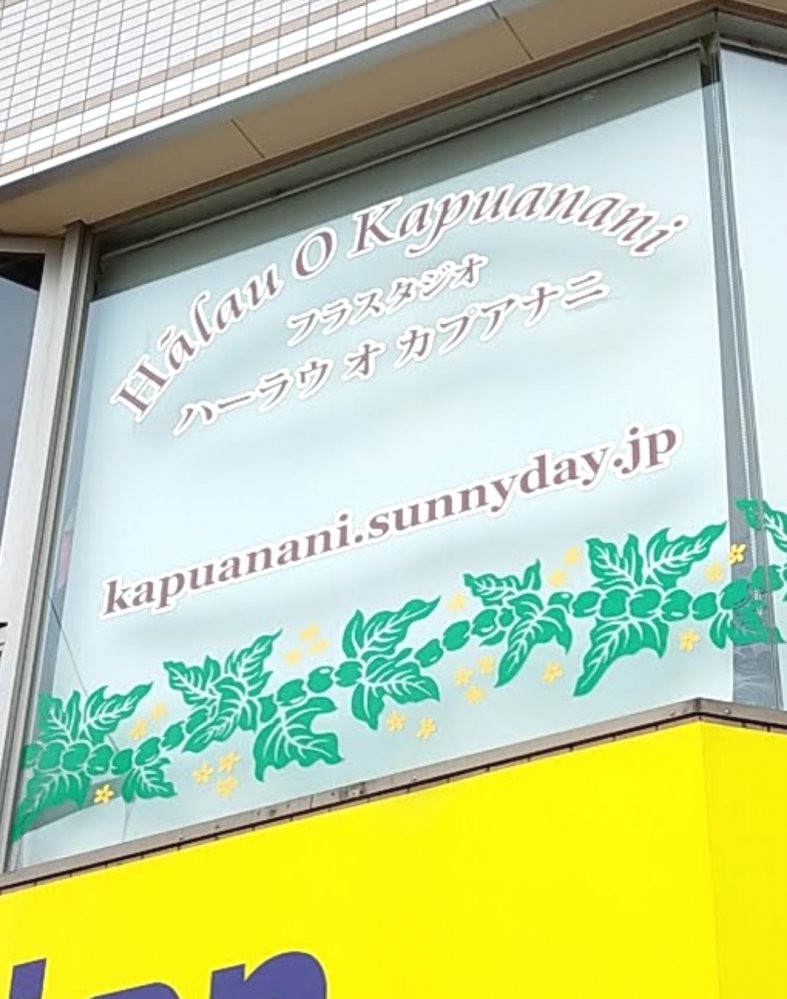 Hālau O Kapuanani
フラスタジオ
ハーラウ オ カプアナニ
kapuanani.sunnyday.jp